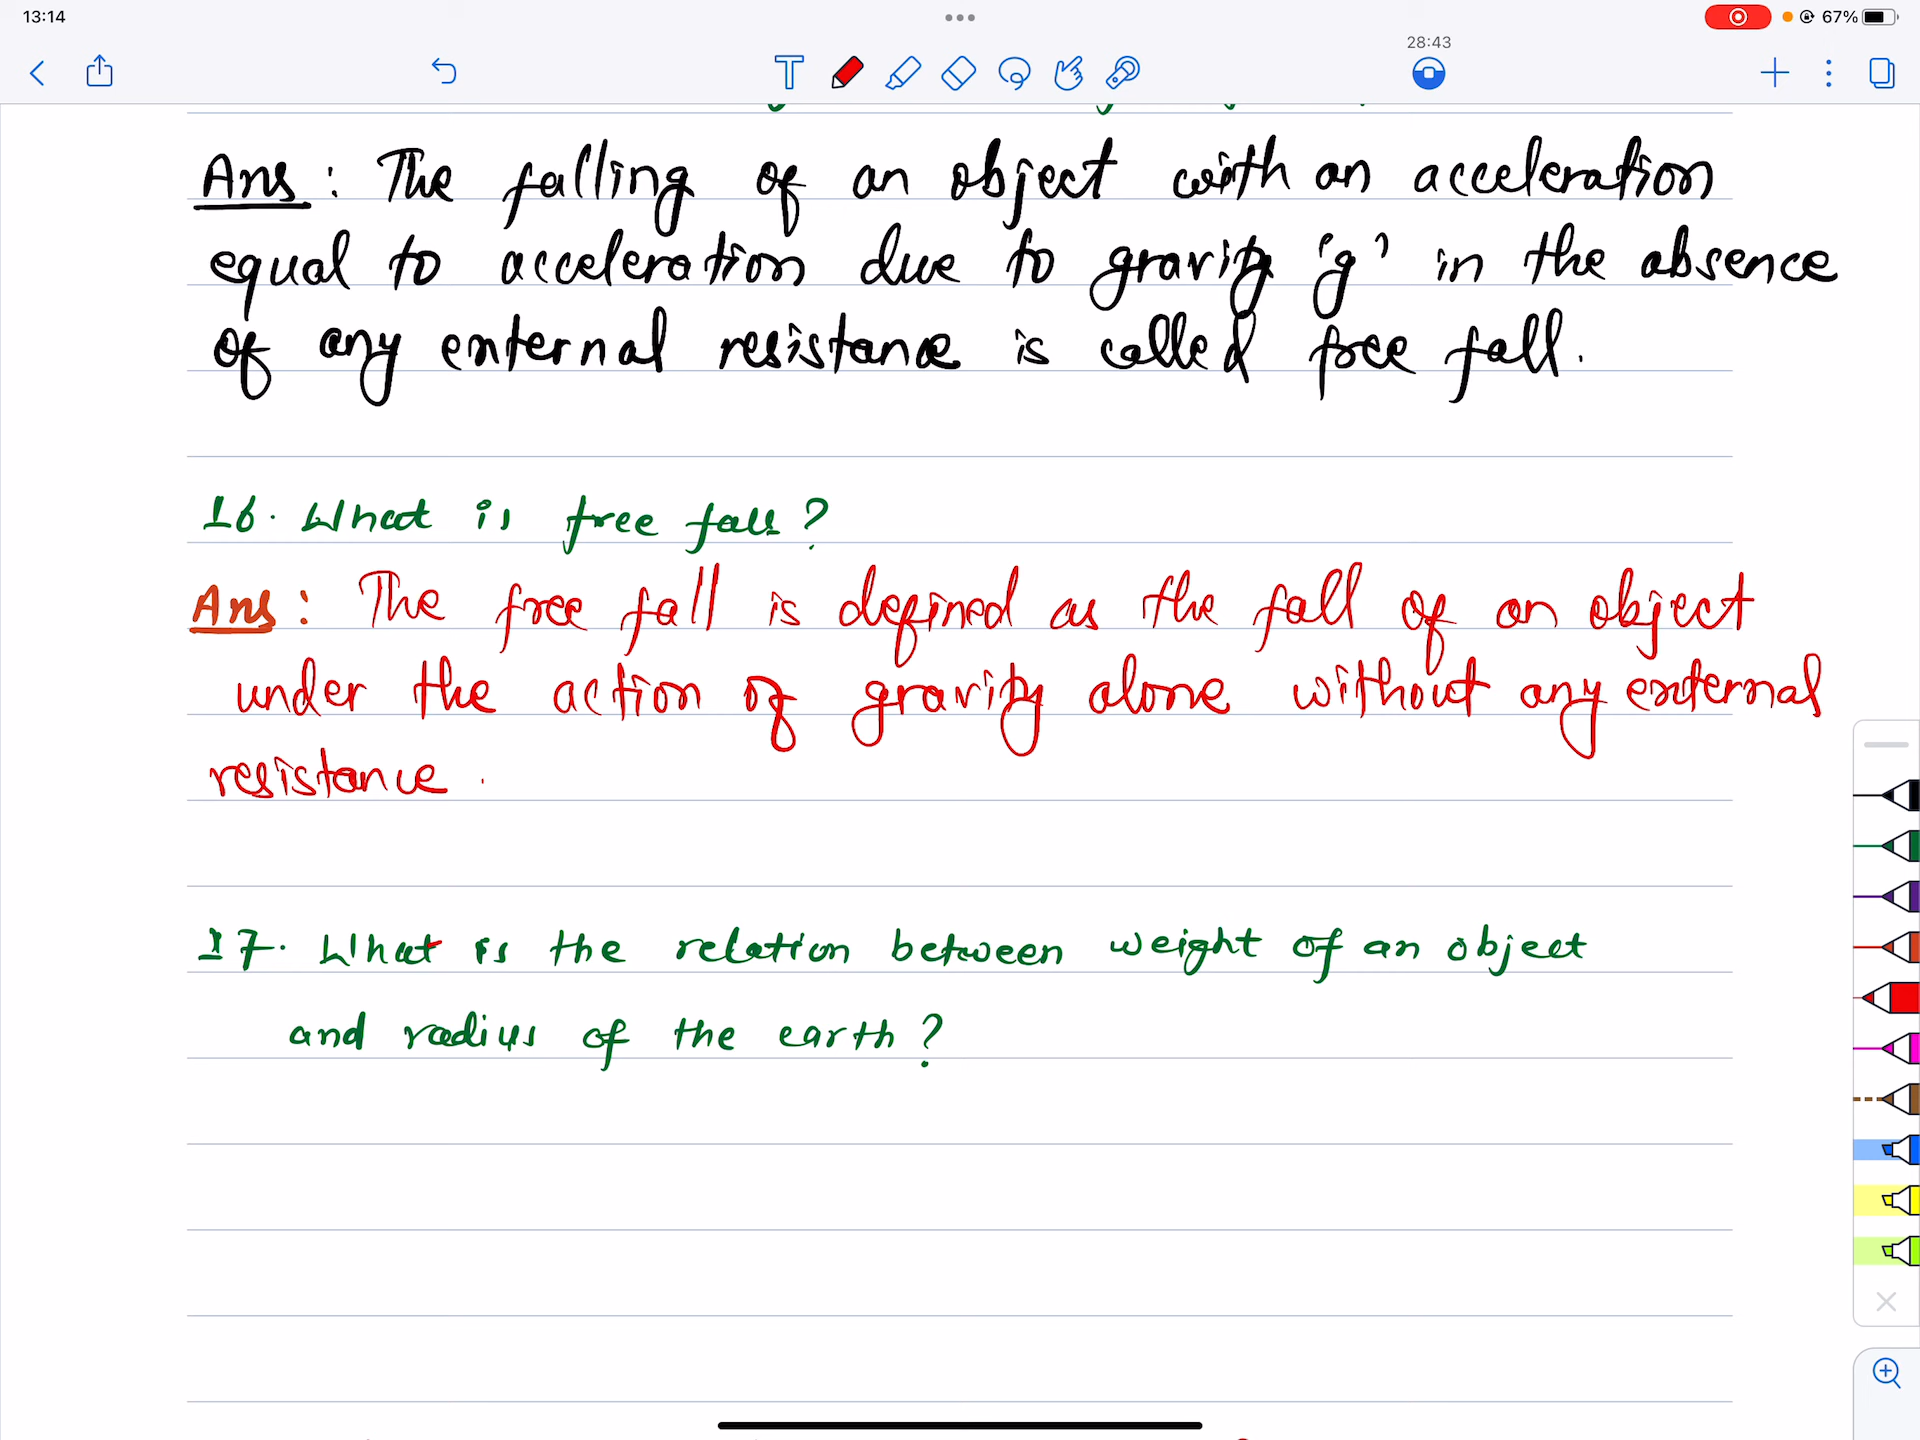 13:14
67%
28:43
Ans : The falling of an object with an acceleration
equal to acceleration due to gravity 'g' in the absence
of any external resistance is called free fall.
16. What is free fall?
Ans : The free fall is defined as the fall of an object
under the action of gravity alone without any external
resistance.
17. What is the relation between weight of an object
and radius of the earth?